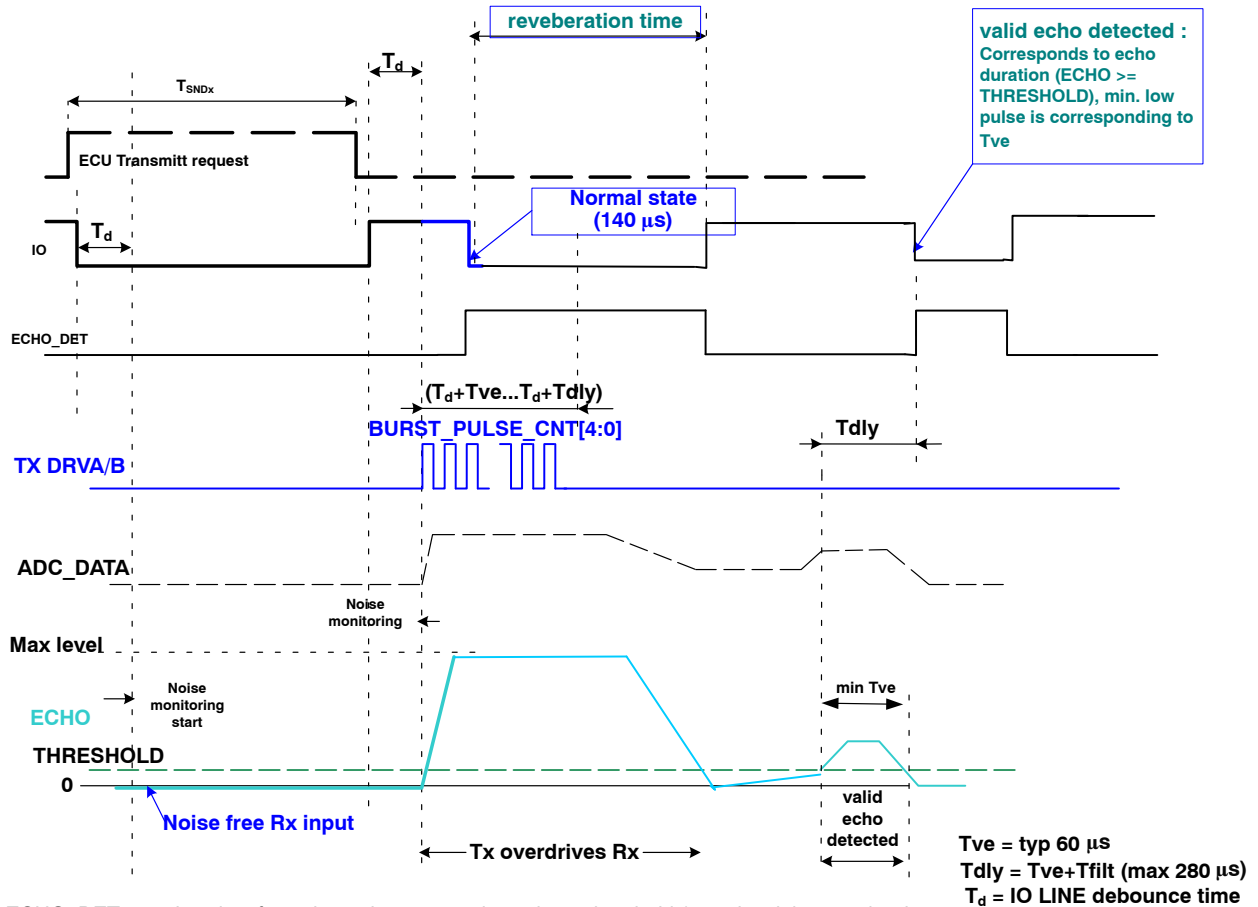 reveberation time
valid echo detected :
Corresponds to echo
duration (ECHO >=
THRESHOLD), min. low
pulse is corresponding to
Tve
Td
TSNDx
ECU Transmitt request
Normal state
(140 μs)
IO
Td
ECHO_DET
(Td+Tve...Td+Tdly)
BURST_PULSE_CNT[4:0]
Tdly
TX DRVA/B
ADC_DATA
Noise
monitoring
Max level
Noise
monitoring
start
min Tve
ECHO
THRESHOLD
0
Noise free Rx input
valid
echo
detected
Tx overdrives Rx
Tve = typ 60 μs
Tdly = Tve+Tfilt (max 280 μs)
Td = IO LINE debounce time